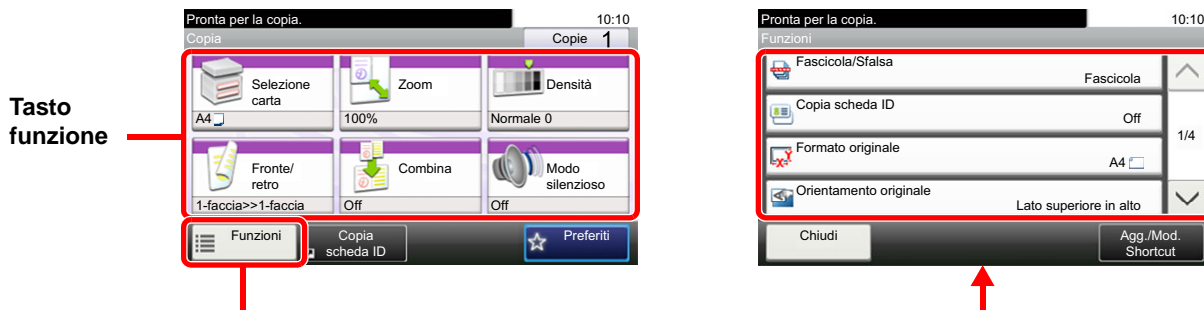 Tasto
funzione
Pronta per la copia.
10:10
Copia
Copie 1
Selezione
carta
A4
Zoom
100%
Densità
Normale 0
Fronte/
retro
1-faccia>>1-faccia
Combina
Off
Modo
silenzioso
Off
Funzioni
Copia
scheda ID
Preferiti
Pronta per la copia.
10:10
Funzioni
Fascicola/Sfalsa
Fascicola
Copia scheda ID
Off
Formato originale
A4
Orientamento originale
Lato superiore in alto
1/4
Chiudi
Agg./Mod.
Shortcut